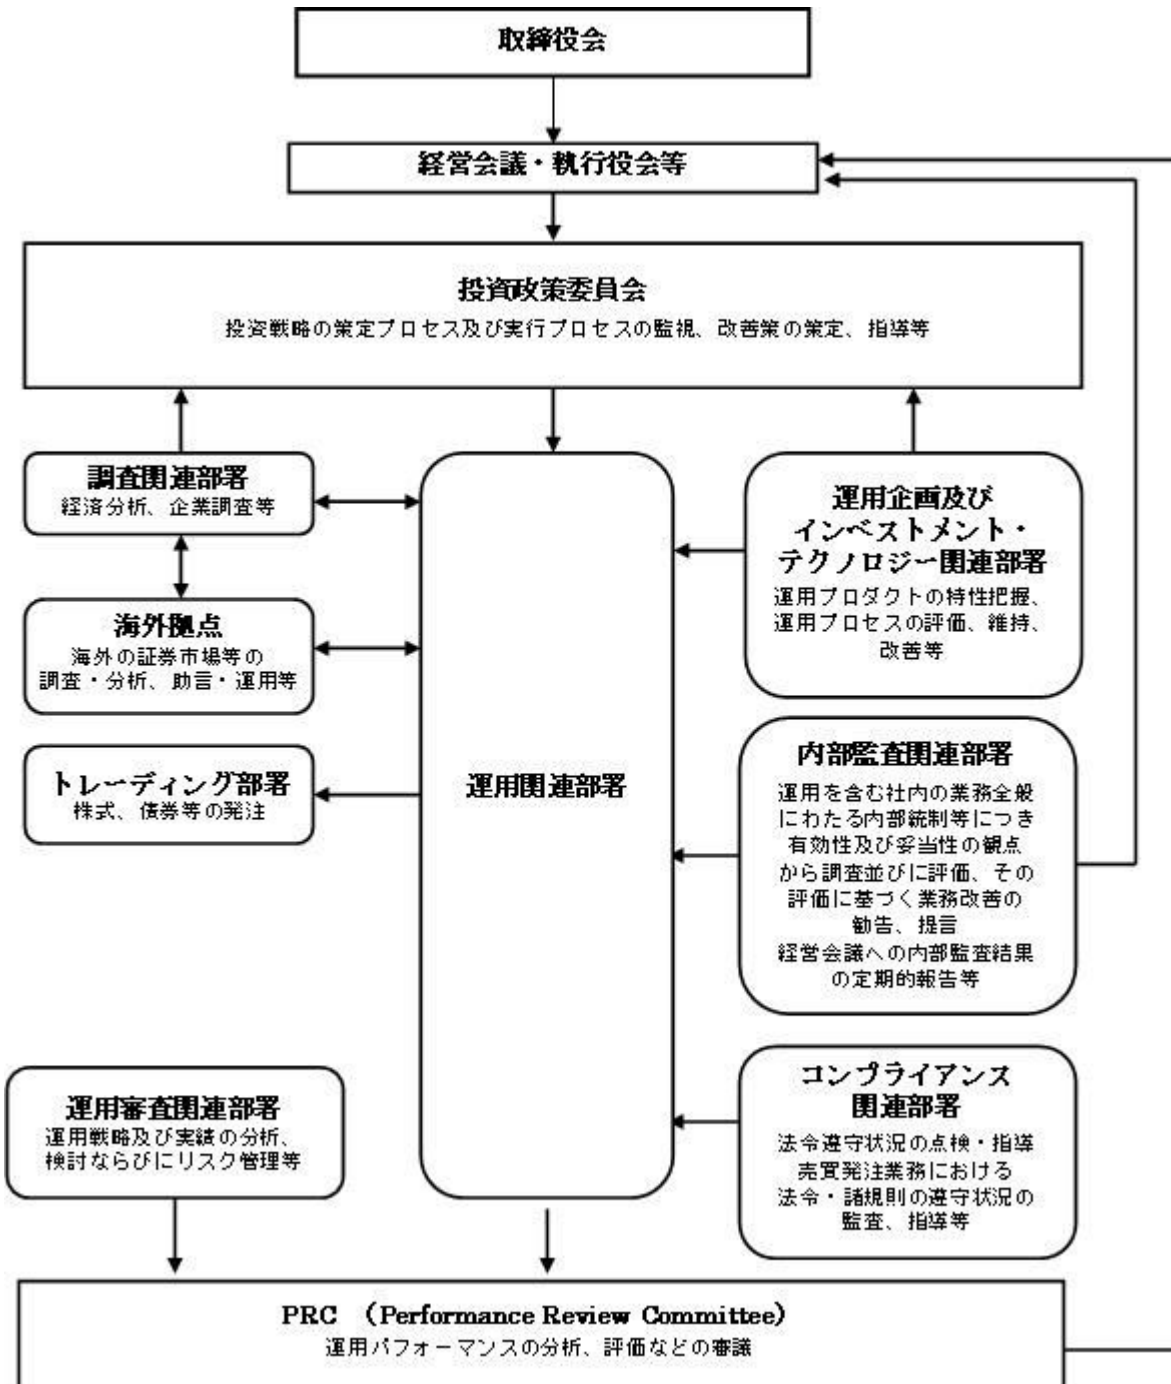 取締役会
経営会議・執行役会等
投資政策委員会
投資戦略の策定プロセス及び実行プロセスの監視、改善策の策定、指導等
調査関連部署
経済分析、企業調査等
海外拠点
海外の証券市場等の
調査・分析、助言・運用等
トレーディング部署
株式、債券等の発注
運用関連部署
運用企画及び
インベストメント・
テクノロジー関連部署
運用プロダクトの特性把握、
運用プロセスの評価、維持、
改善等
内部監査関連部署
運用を含む社内の業務全般
にわたる内部統制等につき
有効性及び妥当性の観点
から調査並びに評価、その
評価に基づく業務改善の
勧告、提言
経営会議への内部監査結果
の定期的報告等
運用審査関連部署
運用戦略及び実績の分析、
検討ならびにリスク管理等
コンプライアンス
関連部署
法令遵守状況の点検・指導
売買発注業務における
法令・諸規則の遵守状況の
監査、指導等
PRC （Performance Review Committee）
運用パフォーマンスの分析、評価などの審議